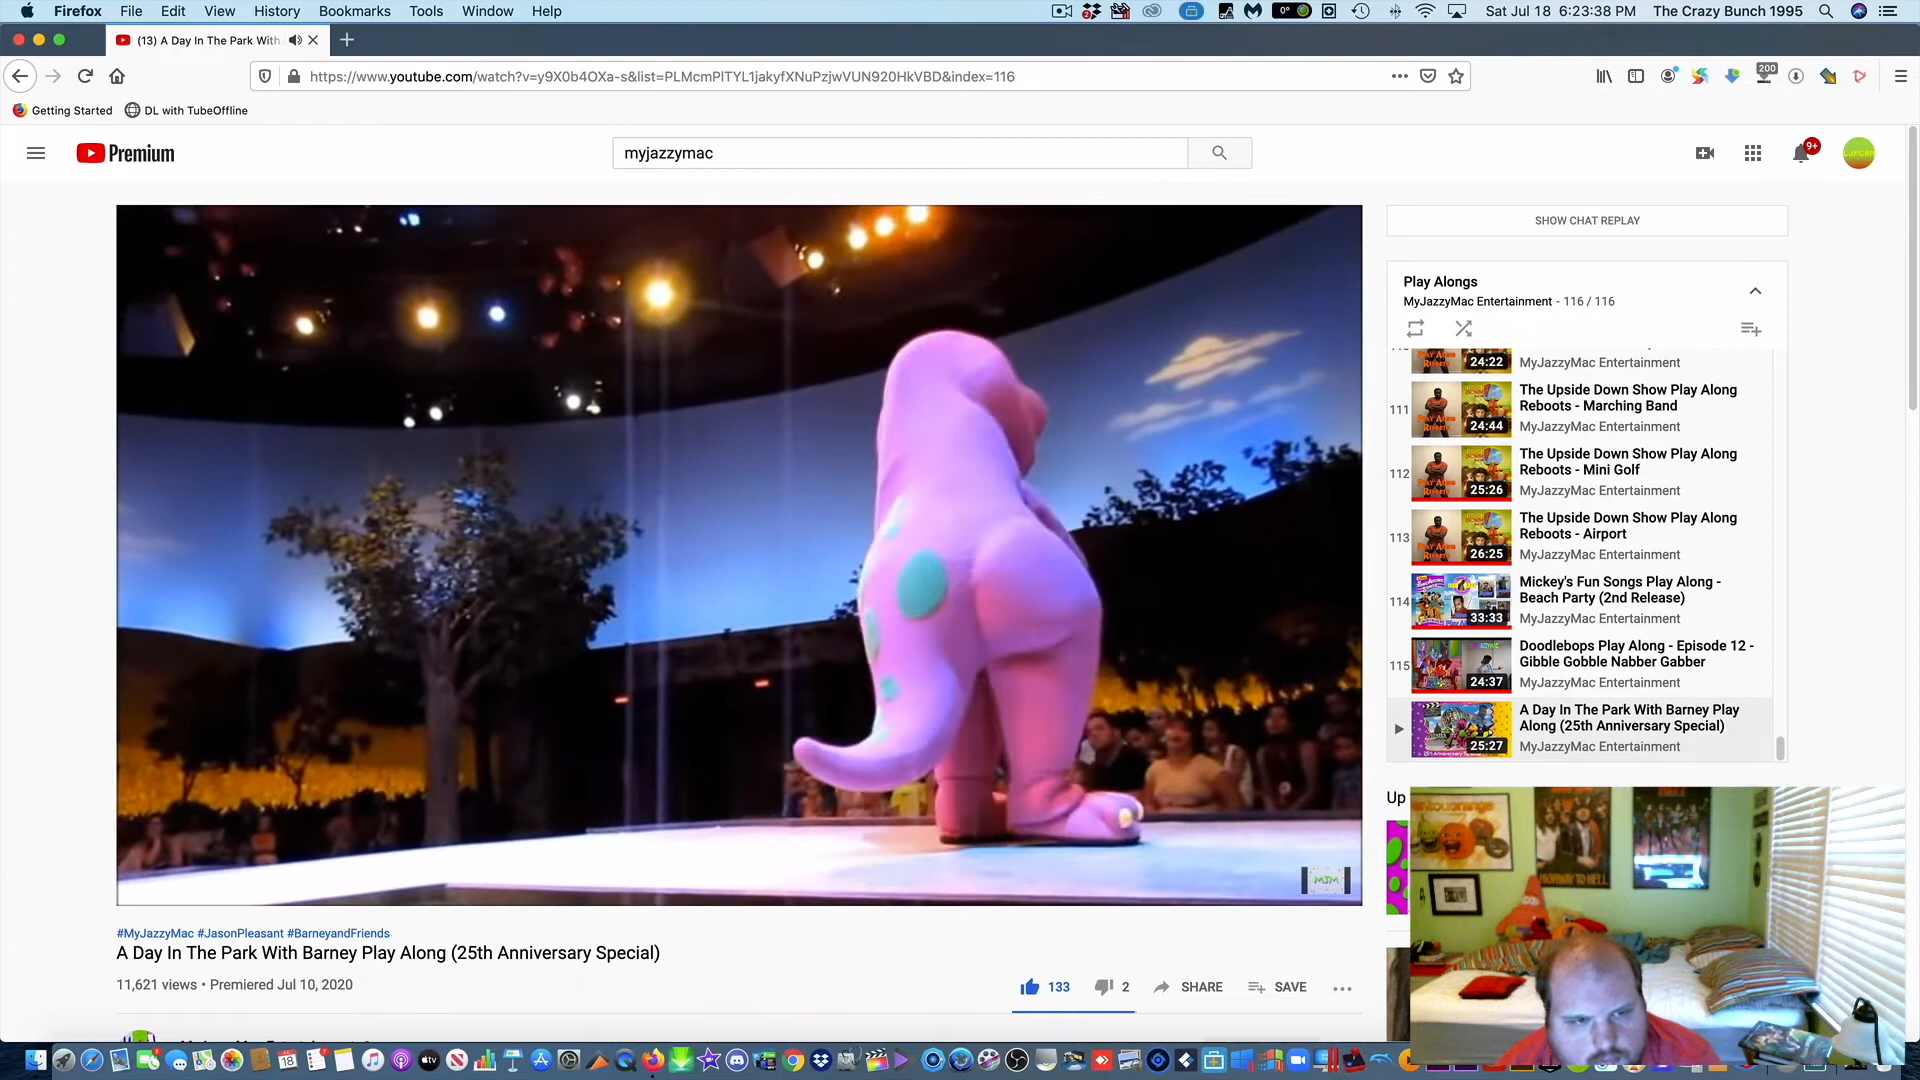 Firefox File Edit View History Bookmarks Tools Window Help
0° Sat Jul 18 6:23:38 PM The Crazy Bunch 1995
(13) A Day In The Park With
https://www.youtube.com/watch?v=y9X0b4OXa-s&list=PLMcmPlTYL1jakyfXNuPzjwVUN920HkVBD&index=116
200
Getting Started DL with TubeOffline
Premium
myjazzymac
9+
SHOW CHAT REPLAY
Play Alongs
MyJazzyMac Entertainment - 116 / 116
24:22 MyJazzyMac Entertainment
111
The Upside Down Show Play Along
Reboots - Marching Band
24:44 MyJazzyMac Entertainment
112
The Upside Down Show Play Along
Reboots - Mini Golf
25:26 MyJazzyMac Entertainment
113
The Upside Down Show Play Along
Reboots - Airport
26:25 MyJazzyMac Entertainment
114
Mickey's Fun Songs Play Along -
Beach Party (2nd Release)
33:33 MyJazzyMac Entertainment
115
Doodlebops Play Along - Episode 12 -
Gibble Gobble Nabber Gabber
24:37 MyJazzyMac Entertainment
A Day In The Park With Barney Play
Along (25th Anniversary Special)
25:27 MyJazzyMac Entertainment
Up
MJM
HIGHWAY TO HELL
#MyJazzyMac #JasonPleasant #BarneyandFriends
A Day In The Park With Barney Play Along (25th Anniversary Special)
11,621 views • Premiered Jul 10, 2020
133 2 SHARE SAVE